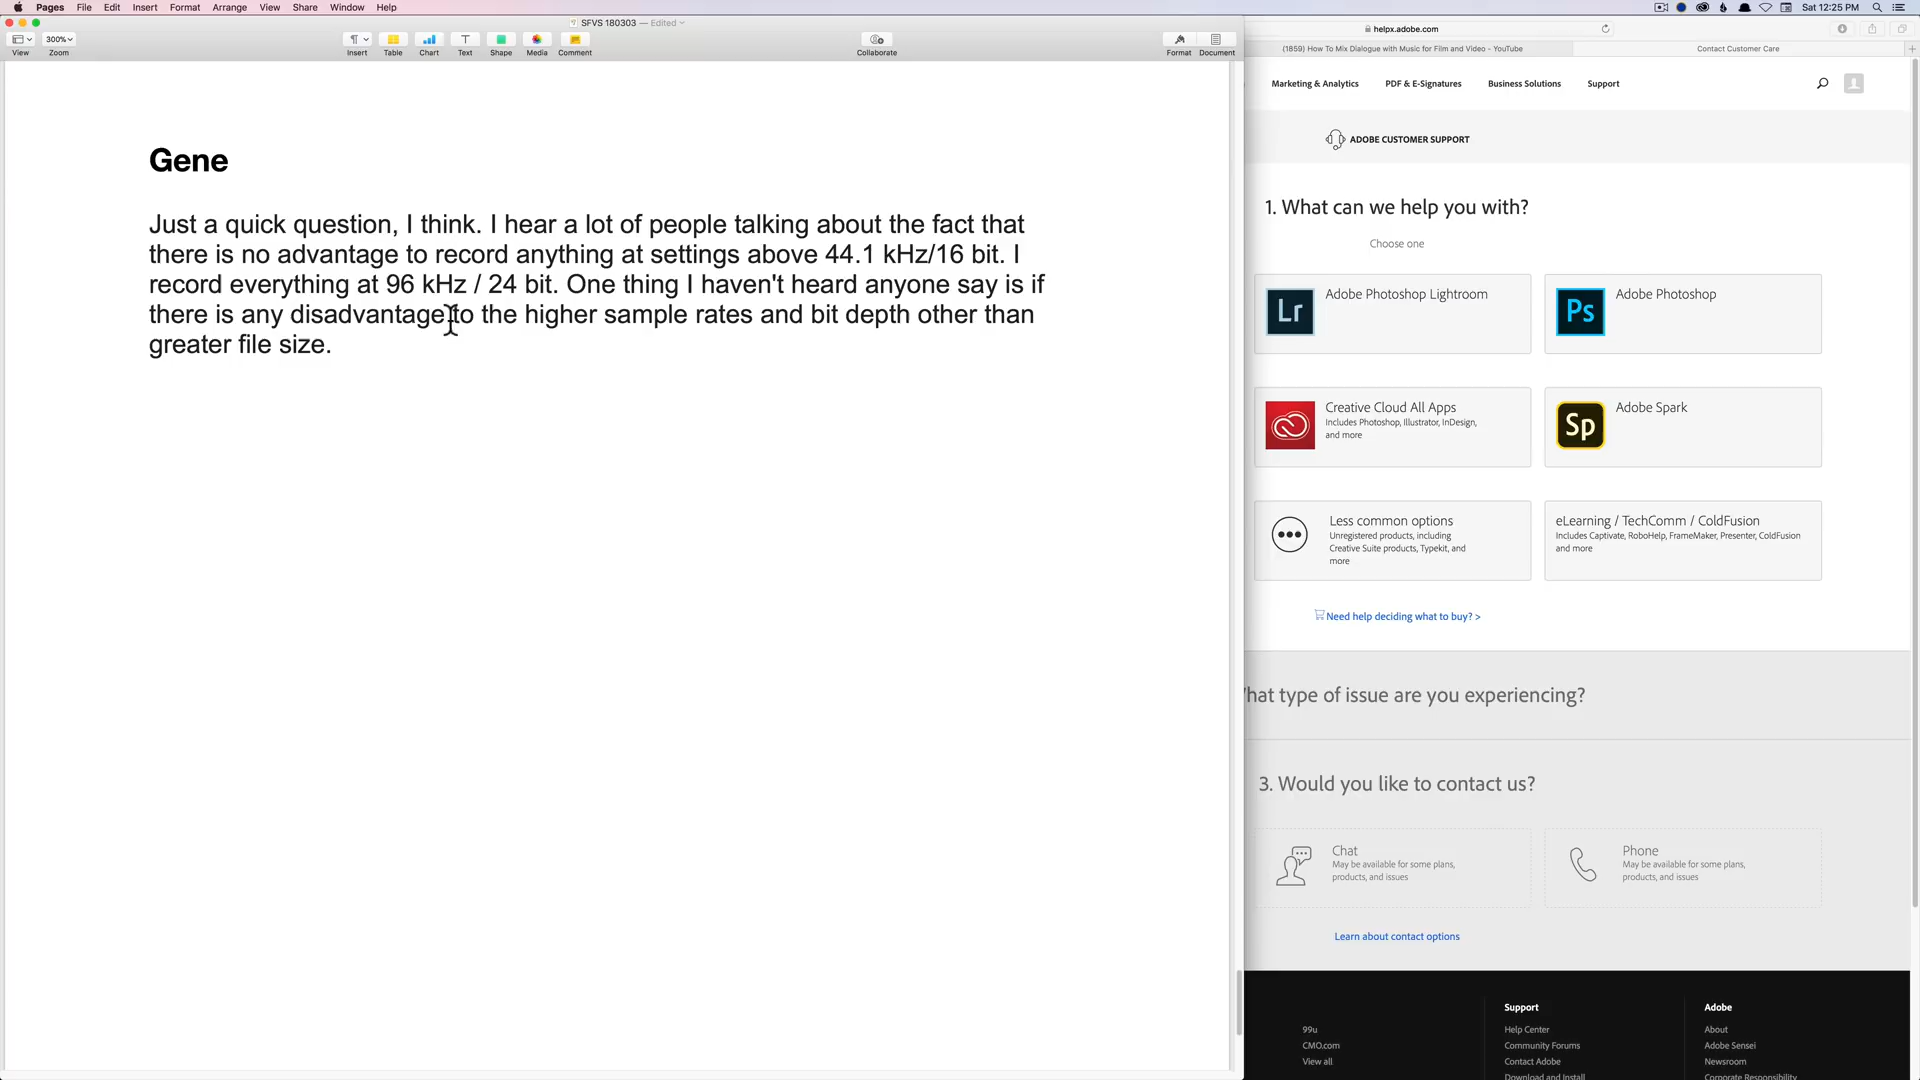 Pages File Edit Insert Format Arrange View Share Window Help
Sat 12:25 PM
SFVS 180303 — Edited
300%
View Zoom
Insert Table Chart Text Shape Media Comment
Collaborate
Format Document
Gene
Just a quick question, I think. I hear a lot of people talking about the fact that
there is no advantage to record anything at settings above 44.1 kHz/16 bit. I
record everything at 96 kHz / 24 bit. One thing I haven't heard anyone say is if
there is any disadvantage to the higher sample rates and bit depth other than
greater file size.
helpx.adobe.com
(1859) How To Mix Dialogue with Music for Film and Video - YouTube
Contact Customer Care
Marketing & Analytics PDF & E-Signatures Business Solutions Support
ADOBE CUSTOMER SUPPORT
1. What can we help you with?
Choose one
Lr
Adobe Photoshop Lightroom
Ps
Adobe Photoshop
Creative Cloud All Apps
Includes Photoshop, Illustrator, InDesign,
and more
Sp
Adobe Spark
Less common options
Unregistered products, including
Creative Suite products, Typekit, and
more
eLearning / TechComm / ColdFusion
Includes Captivate, RoboHelp, FrameMaker, Presenter, ColdFusion
and more
Need help deciding what to buy? >
hat type of issue are you experiencing?
3. Would you like to contact us?
Chat
May be available for some plans,
products, and issues
Phone
May be available for some plans,
products, and issues
Learn about contact options
99u
CMO.com
View all
Support
Help Center
Community Forums
Contact Adobe
Download and Install
Adobe
About
Adobe Sensei
Newsroom
Corporate Responsibility